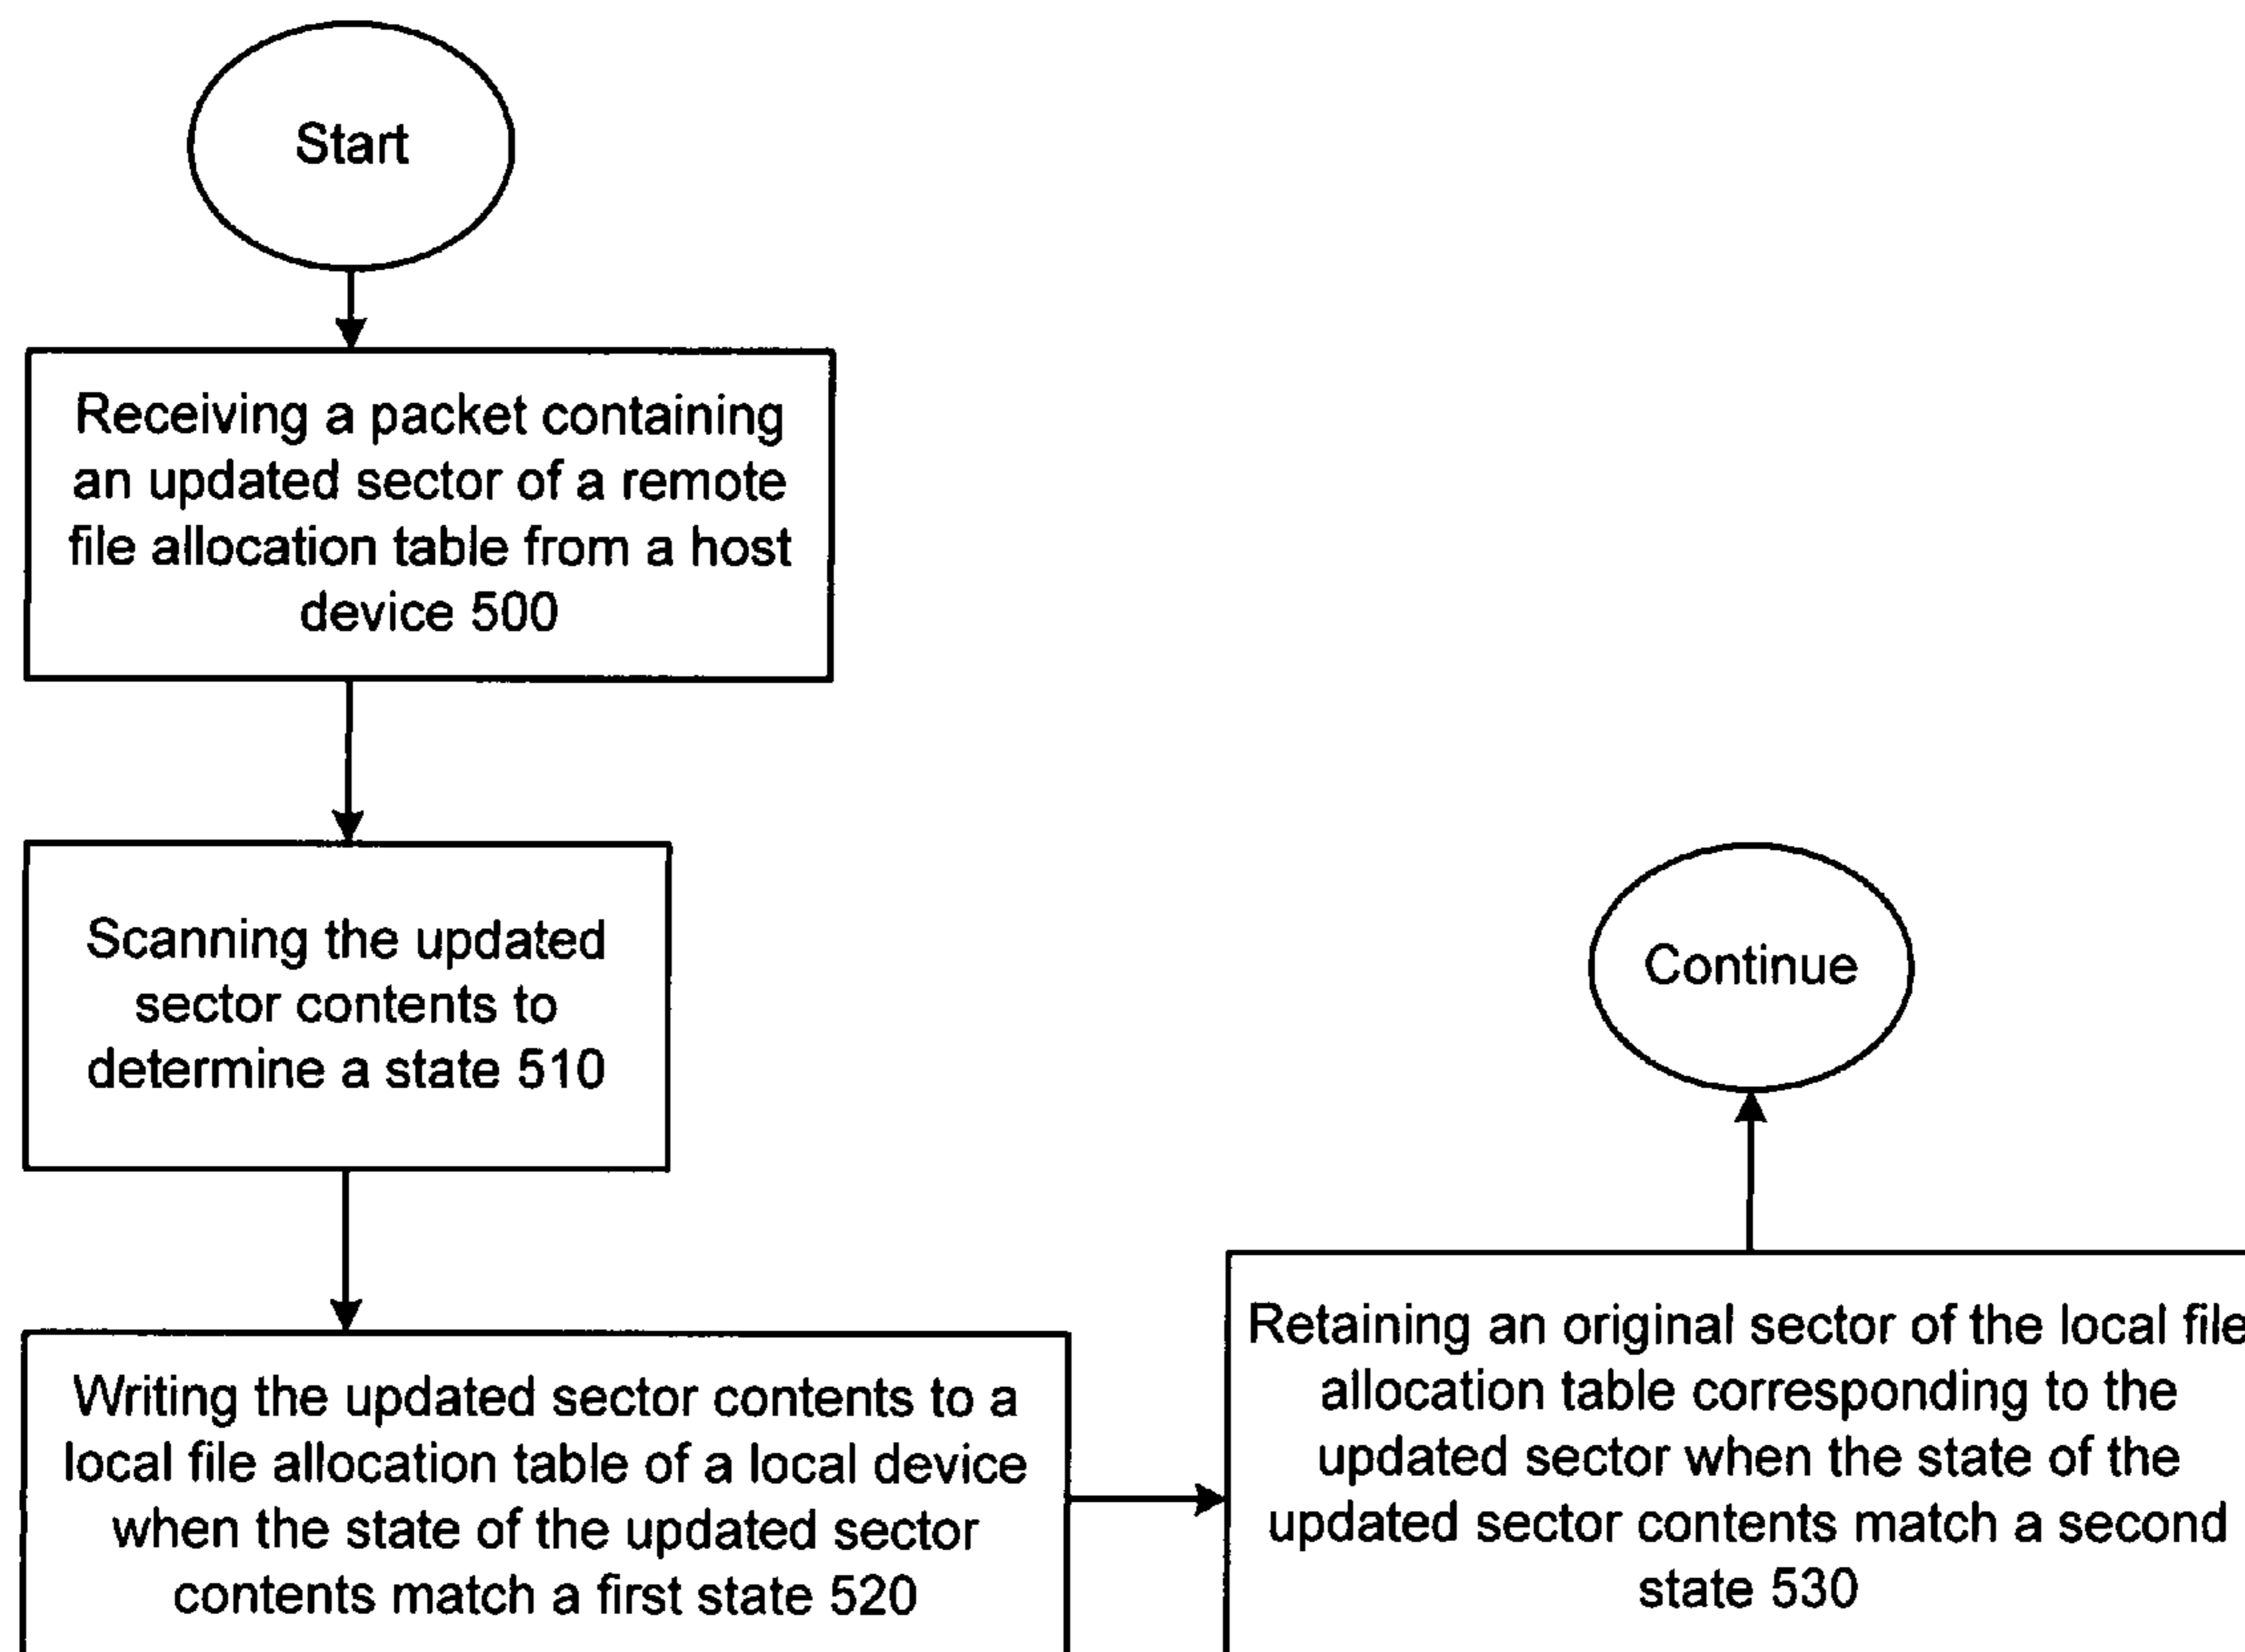 Start
Receiving a packet containing
an updated sector of a remote
file allocation table from a host
device 500
Scanning the updated
sector contents to
determine a state 510
Writing the updated sector contents to a
local file allocation table of a local device
when the state of the updated sector
contents match a first state 520
Retaining an original sector of the local file
allocation table corresponding to the
updated sector when the state of the
updated sector contents match a second
state 530
Continue